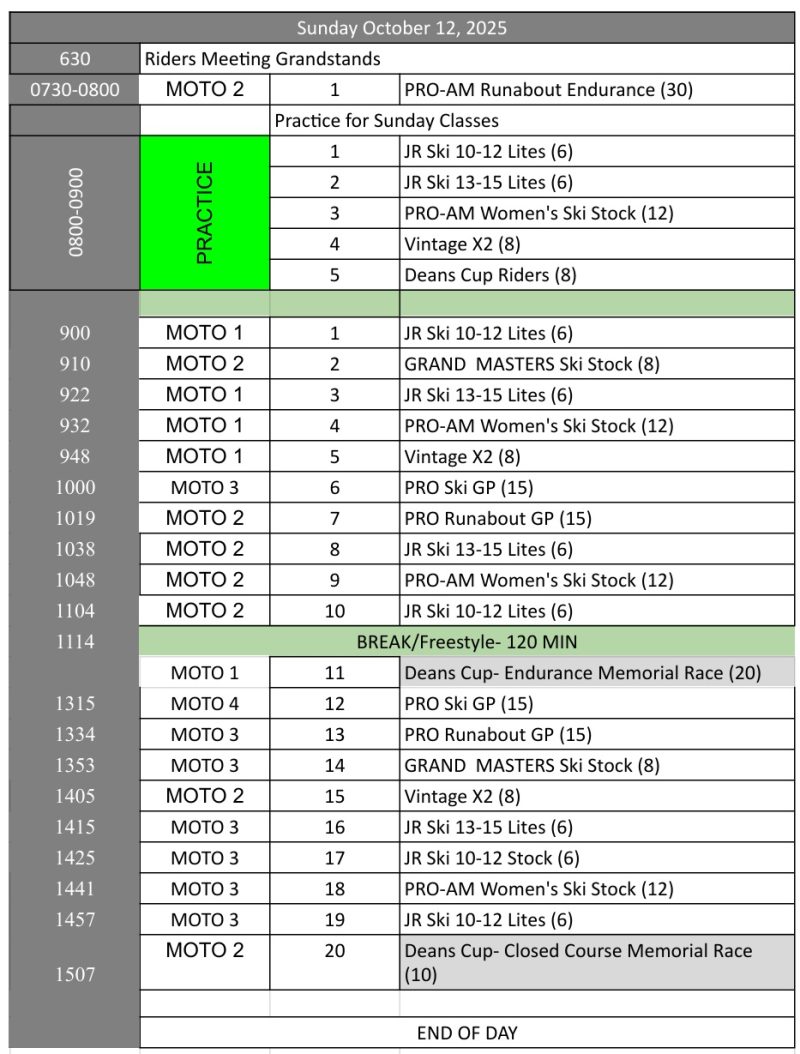 Sunday October 12, 2025
630 Riders Meeting Grandstands
0730-0800 MOTO 2 1 PRO-AM Runabout Endurance (30)
Practice for Sunday Classes
0800-0900 PRACTICE
1 JR Ski 10-12 Lites (6)
2 JR Ski 13-15 Lites (6)
3 PRO-AM Women's Ski Stock (12)
4 Vintage X2 (8)
5 Deans Cup Riders (8)
900 MOTO 1 1 JR Ski 10-12 Lites (6)
910 MOTO 2 2 GRAND MASTERS Ski Stock (8)
922 MOTO 1 3 JR Ski 13-15 Lites (6)
932 MOTO 1 4 PRO-AM Women's Ski Stock (12)
948 MOTO 1 5 Vintage X2 (8)
1000 MOTO 3 6 PRO Ski GP (15)
1019 MOTO 2 7 PRO Runabout GP (15)
1038 MOTO 2 8 JR Ski 13-15 Lites (6)
1048 MOTO 2 9 PRO-AM Women's Ski Stock (12)
1104 MOTO 2 10 JR Ski 10-12 Lites (6)
1114 BREAK/Freestyle- 120 MIN
MOTO 1 11 Deans Cup- Endurance Memorial Race (20)
1315 MOTO 4 12 PRO Ski GP (15)
1334 MOTO 3 13 PRO Runabout GP (15)
1353 MOTO 3 14 GRAND MASTERS Ski Stock (8)
1405 MOTO 2 15 Vintage X2 (8)
1415 MOTO 3 16 JR Ski 13-15 Lites (6)
1425 MOTO 3 17 JR Ski 10-12 Stock (6)
1441 MOTO 3 18 PRO-AM Women's Ski Stock (12)
1457 MOTO 3 19 JR Ski 10-12 Lites (6)
MOTO 2 20 Deans Cup- Closed Course Memorial Race
1507 (10)
END OF DAY